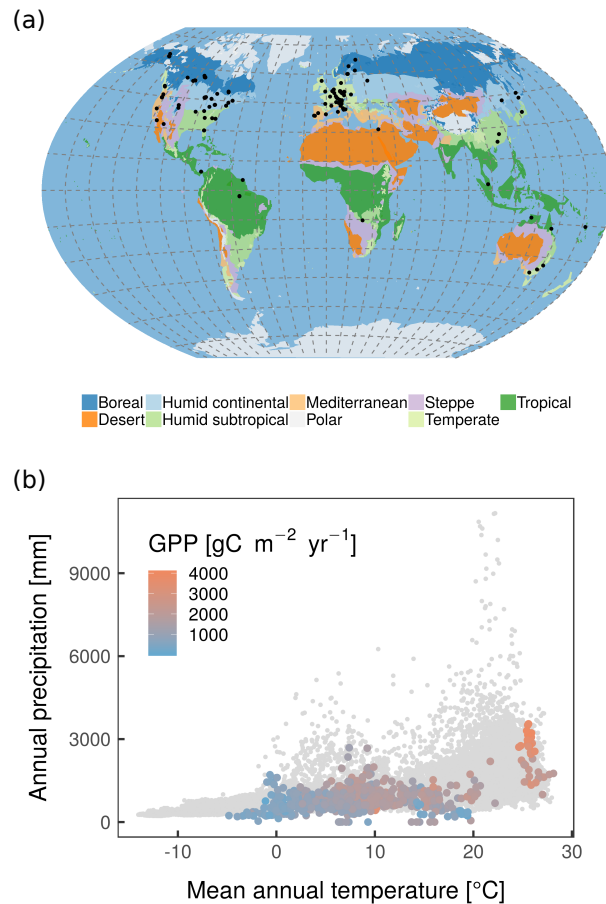 (a)
Boreal Humid continental Mediterranean Steppe Tropical
Desert Humid subtropical Polar Temperate
(b)
GPP [gC m⁻² yr⁻¹]
4000
3000
2000
1000
Annual precipitation [mm]
9000
6000
3000
0
-10 0 10 20 30
Mean annual temperature [°C]